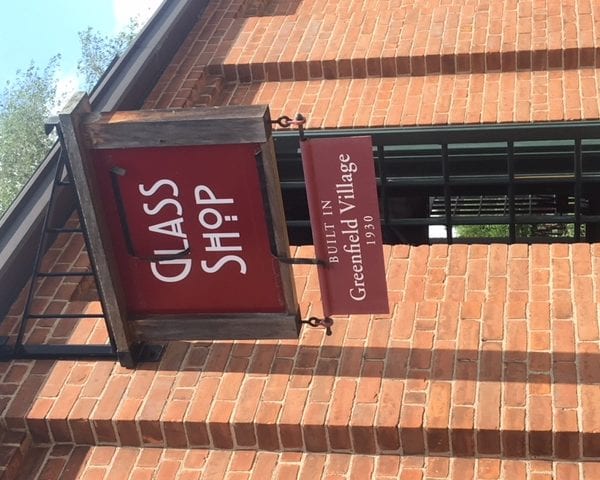 GLASS
SHOP
BUILT IN
Greenfield Village
1930